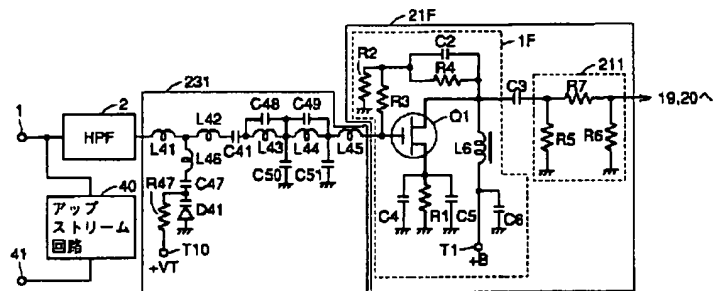 21F
1F
231
R2
C2
R4
211
1
2
HPF
L42
C48
C49
R3
C3
R7
19,20へ
L41
C41
L43
L44
L45
Q1
L46
L6
R5
R6
40
アップ
ストリーム
回路
R47
C47
C50
C51
D41
C4
R1
C5
C6
T10
+VT
T1
+B
41